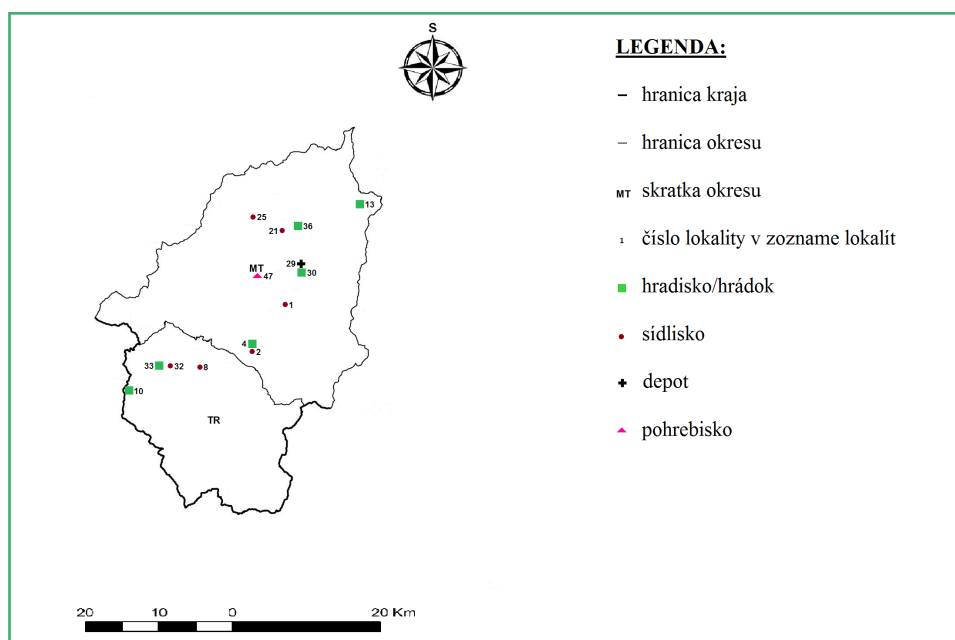 S
LEGENDA:
hranica kraja
hranica okresu
MT skratka okresu
1 číslo lokality v zozname lokalít
hradisko/hrádok
sídlisko
depot
pohrebisko
13
25
36
21
29
MT
30
47
1
4
2
33
32
8
10
TR
20 10 0 20 Km